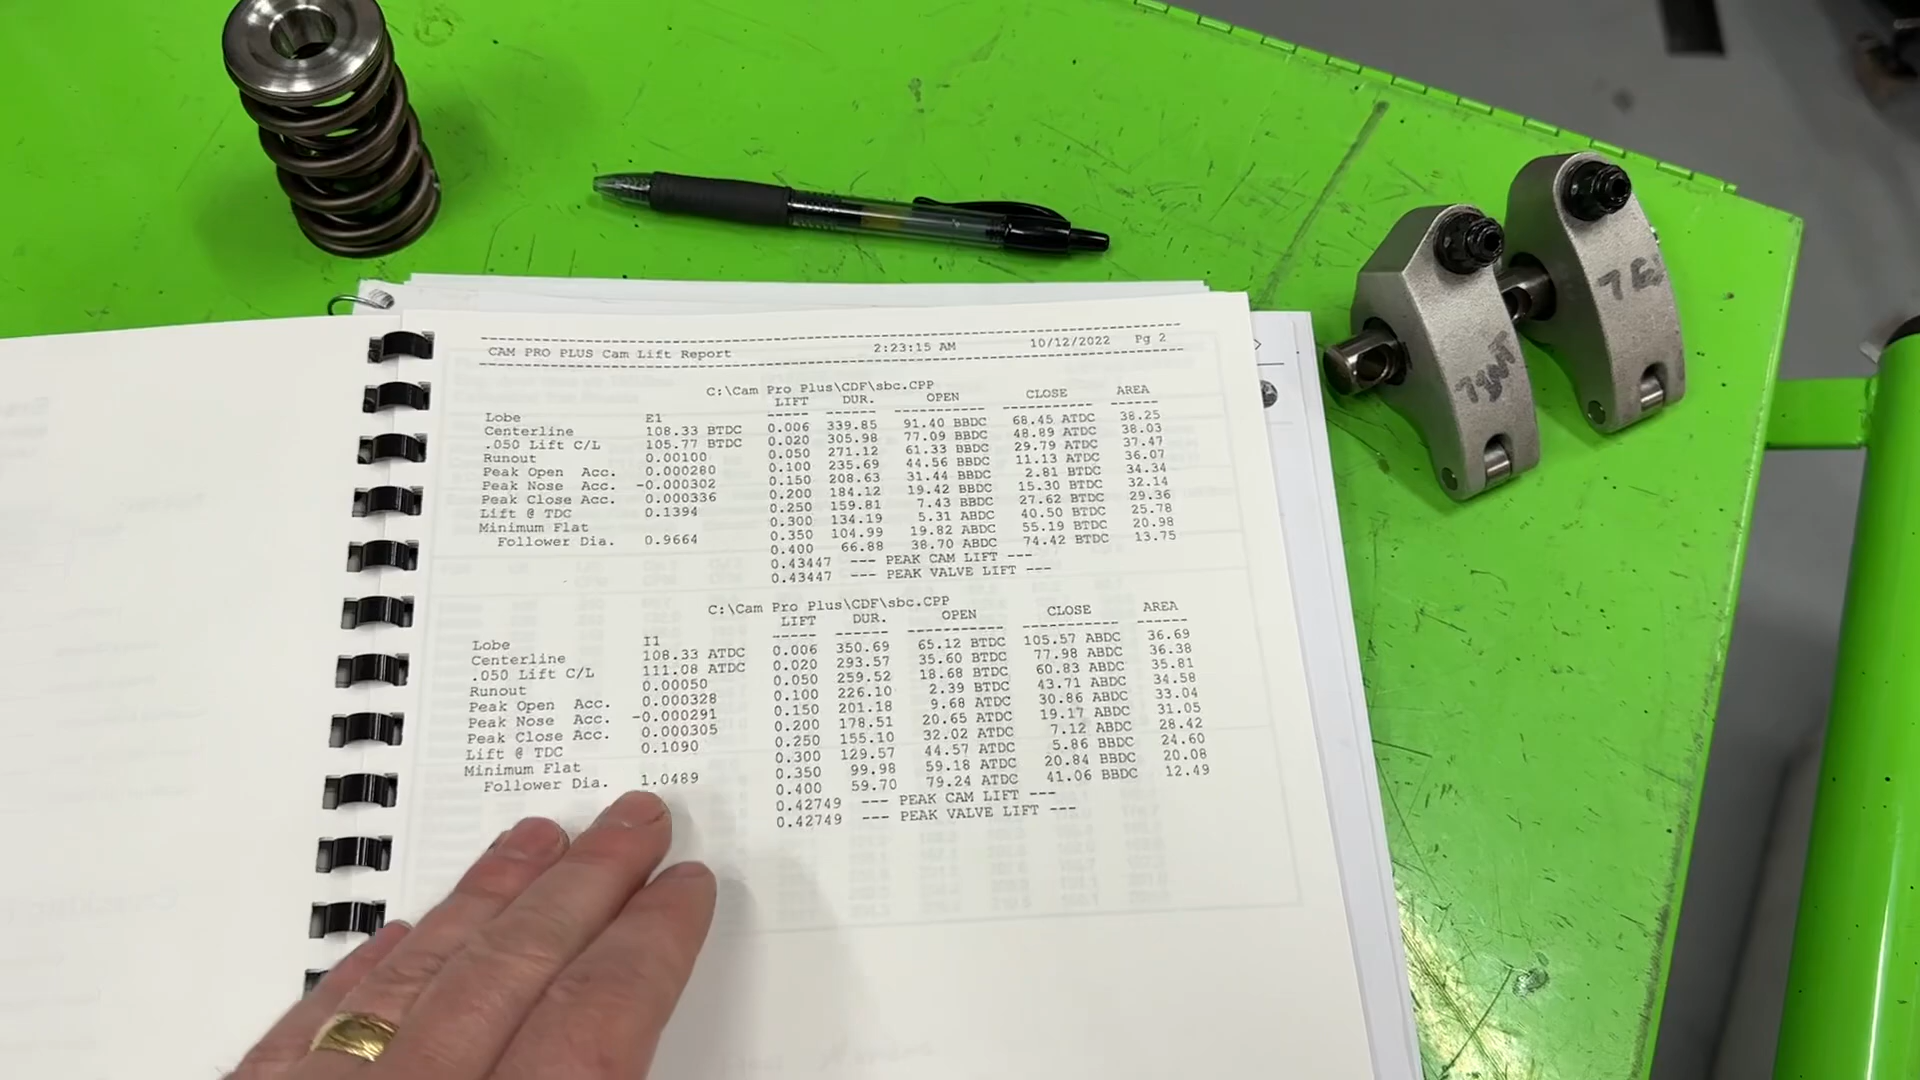 CAM PRO PLUS Cam Lift Report 2:23:15 AM 10/12/2022 Pg 2
C:\Cam Pro Plus\CDF\sbc.CPP
LIFT DUR. OPEN CLOSE AREA
Lobe E1
Centerline 108.33 BTDC 0.006 339.85 91.40 BBDC 68.45 ATDC 38.25
.050 Lift C/L 105.77 BTDC 0.020 305.98 77.09 BBDC 48.89 ATDC 38.03
Runout 0.00100 0.050 271.12 61.33 BBDC 29.79 ATDC 37.47
Peak Open Acc. 0.000280 0.100 235.69 44.56 BBDC 11.13 ATDC 36.07
Peak Nose Acc. -0.000302 0.150 208.63 31.44 BBDC 2.81 BTDC 34.34
Peak Close Acc. 0.000336 0.200 184.12 19.42 BBDC 15.30 BTDC 32.14
Lift @ TDC 0.1394 0.250 159.81 7.43 BBDC 27.62 BTDC 29.36
Minimum Flat 0.300 134.19 5.31 ABDC 40.50 BTDC 25.78
Follower Dia. 0.9664 0.350 104.99 19.82 ABDC 55.19 BTDC 20.98
0.400 66.88 38.70 ABDC 74.42 BTDC 13.75
0.43447 --- PEAK CAM LIFT ---
0.43447 --- PEAK VALVE LIFT ---
C:\Cam Pro Plus\CDF\sbc.CPP
LIFT DUR. OPEN CLOSE AREA
Lobe I1
Centerline 108.33 ATDC 0.006 350.69 65.12 BTDC 105.57 ABDC 36.69
.050 Lift C/L 111.08 ATDC 0.020 293.57 35.60 BTDC 77.98 ABDC 36.38
Runout 0.00050 0.050 259.52 18.68 BTDC 60.83 ABDC 35.81
Peak Open Acc. 0.000328 0.100 226.10 2.39 BTDC 43.71 ABDC 34.58
Peak Nose Acc. -0.000291 0.150 201.18 9.68 ATDC 30.86 ABDC 33.04
Peak Close Acc. 0.000305 0.200 178.51 20.65 ATDC 19.17 ABDC 31.05
Lift @ TDC 0.1090 0.250 155.10 32.02 ATDC 7.12 ABDC 28.42
Minimum Flat 0.300 129.57 44.57 ATDC 5.86 BBDC 24.60
Follower Dia. 1.0489 0.350 99.98 59.18 ATDC 20.84 BBDC 20.08
0.400 59.70 79.24 ATDC 41.06 BBDC 12.49
0.42749 --- PEAK CAM LIFT ---
0.42749 --- PEAK VALVE LIFT ---